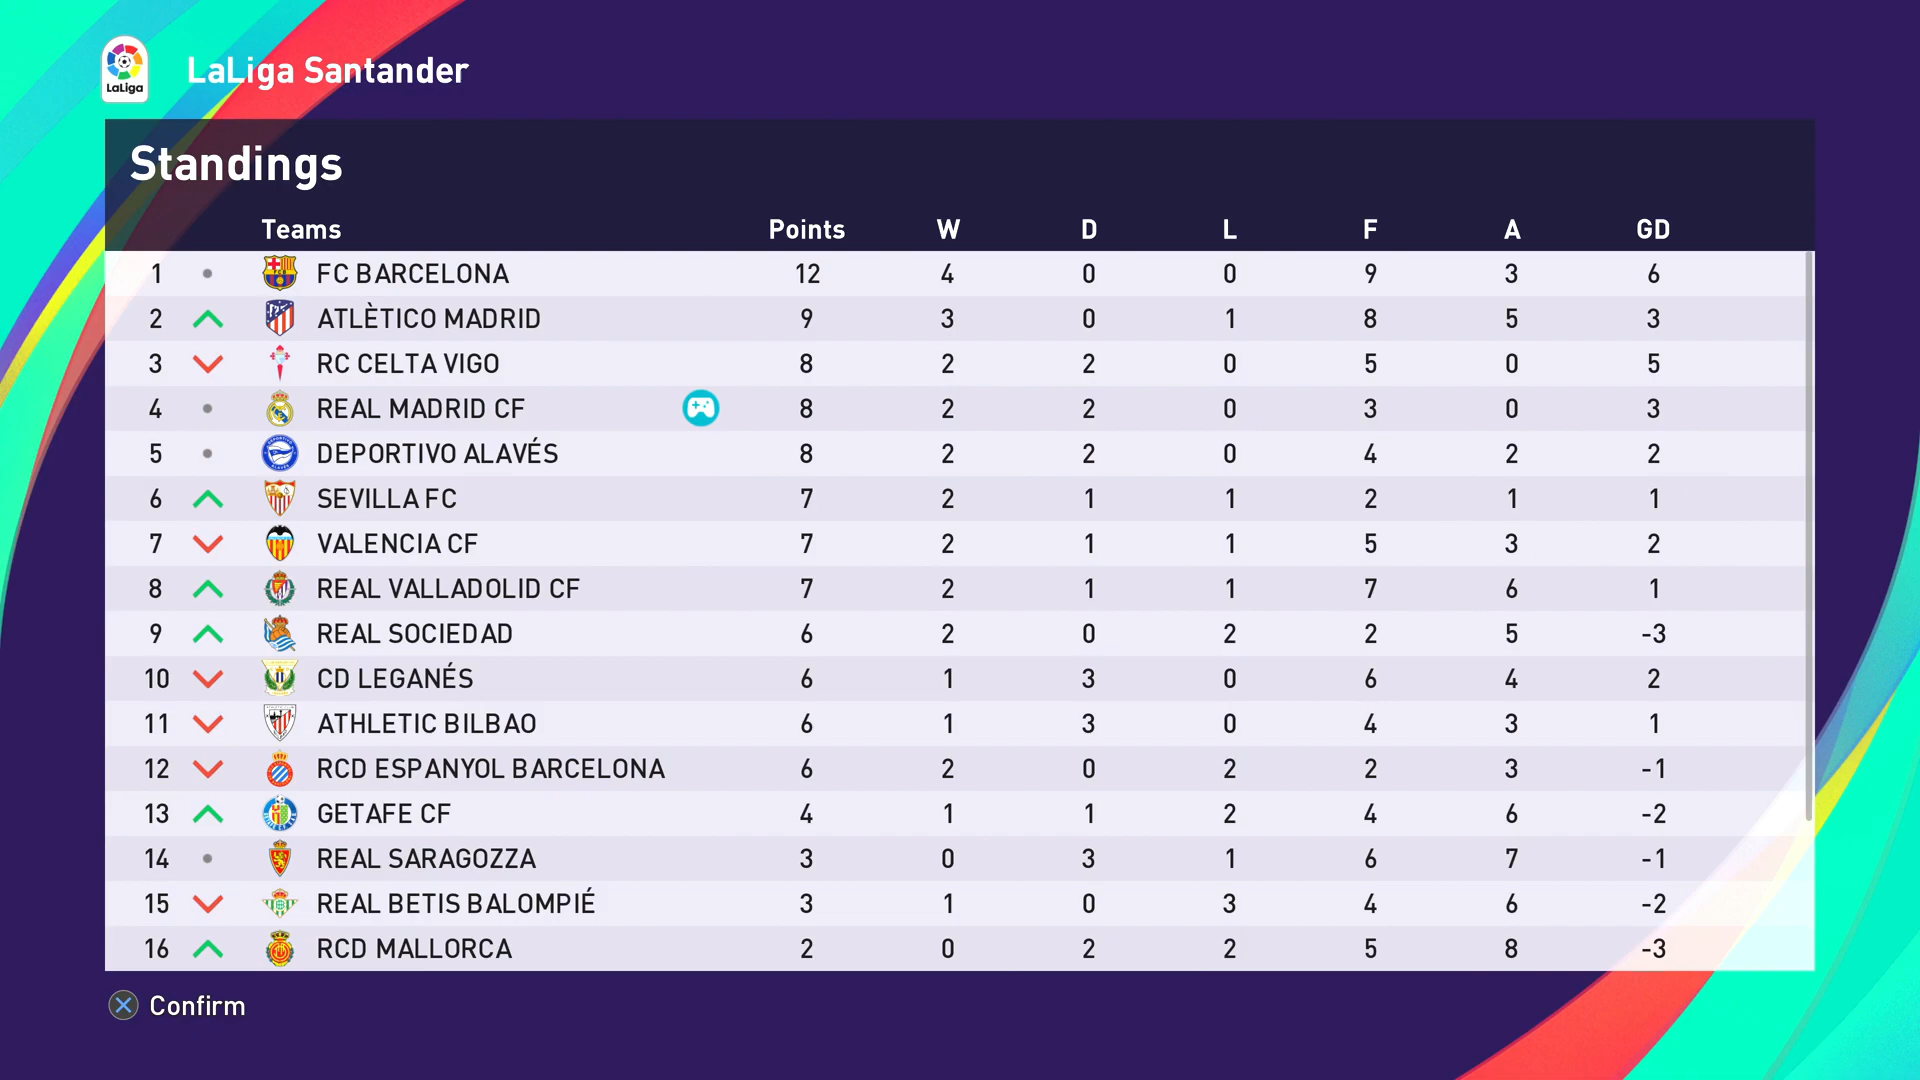 LaLiga
LaLiga Santander
Standings
Teams Points W D L F A GD
1 FC BARCELONA 12 4 0 0 9 3 6
2 ATLÈTICO MADRID 9 3 0 1 8 5 3
3 RC CELTA VIGO 8 2 2 0 5 0 5
4 REAL MADRID CF 8 2 2 0 3 0 3
5 DEPORTIVO ALAVÉS 8 2 2 0 4 2 2
6 SEVILLA FC 7 2 1 1 2 1 1
7 VALENCIA CF 7 2 1 1 5 3 2
8 REAL VALLADOLID CF 7 2 1 1 7 6 1
9 REAL SOCIEDAD 6 2 0 2 2 5 -3
10 CD LEGANÉS 6 1 3 0 6 4 2
11 ATHLETIC BILBAO 6 1 3 0 4 3 1
12 RCD ESPANYOL BARCELONA 6 2 0 2 2 3 -1
13 GETAFE CF 4 1 1 2 4 6 -2
14 REAL SARAGOZZA 3 0 3 1 6 7 -1
15 REAL BETIS BALOMPIÉ 3 1 0 3 4 6 -2
16 RCD MALLORCA 2 0 2 2 5 8 -3
Confirm